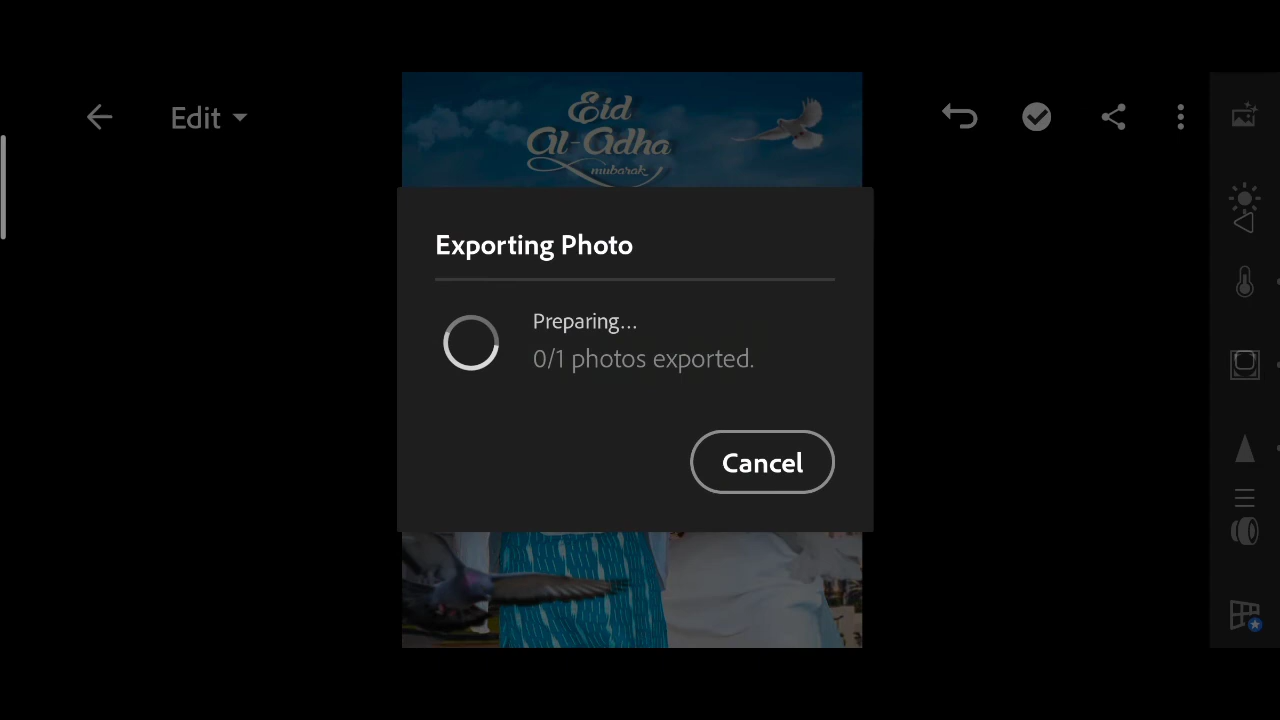 Edit
Eid
Al-Adha
mubarak
Exporting Photo
Preparing...
0/1 photos exported.
Cancel